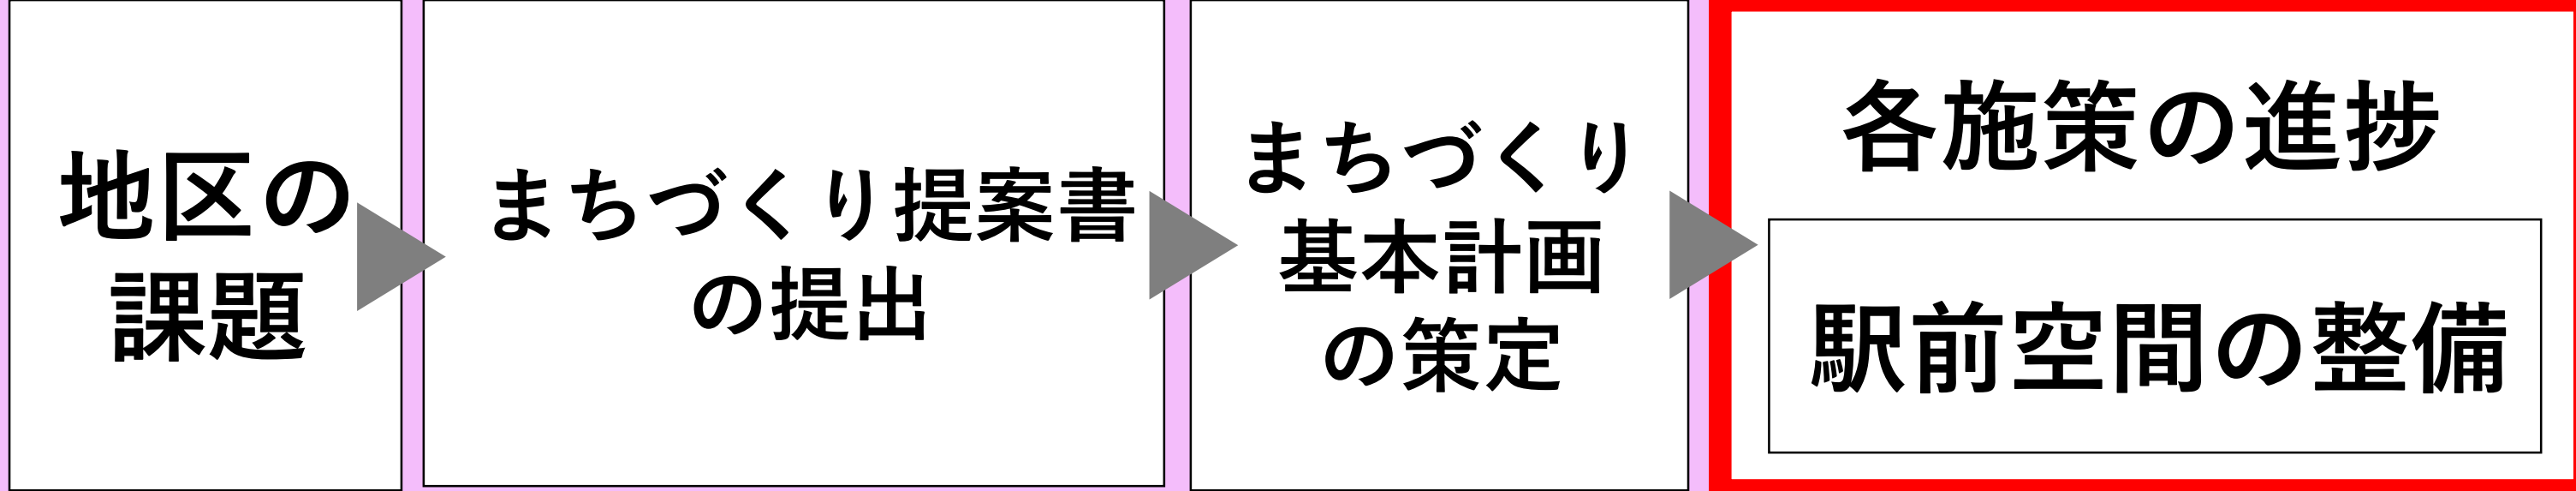 地区の
課題
まちづくり提案書
の提出
まちづくり
基本計画
の策定
各施策の進捗
駅前空間の整備